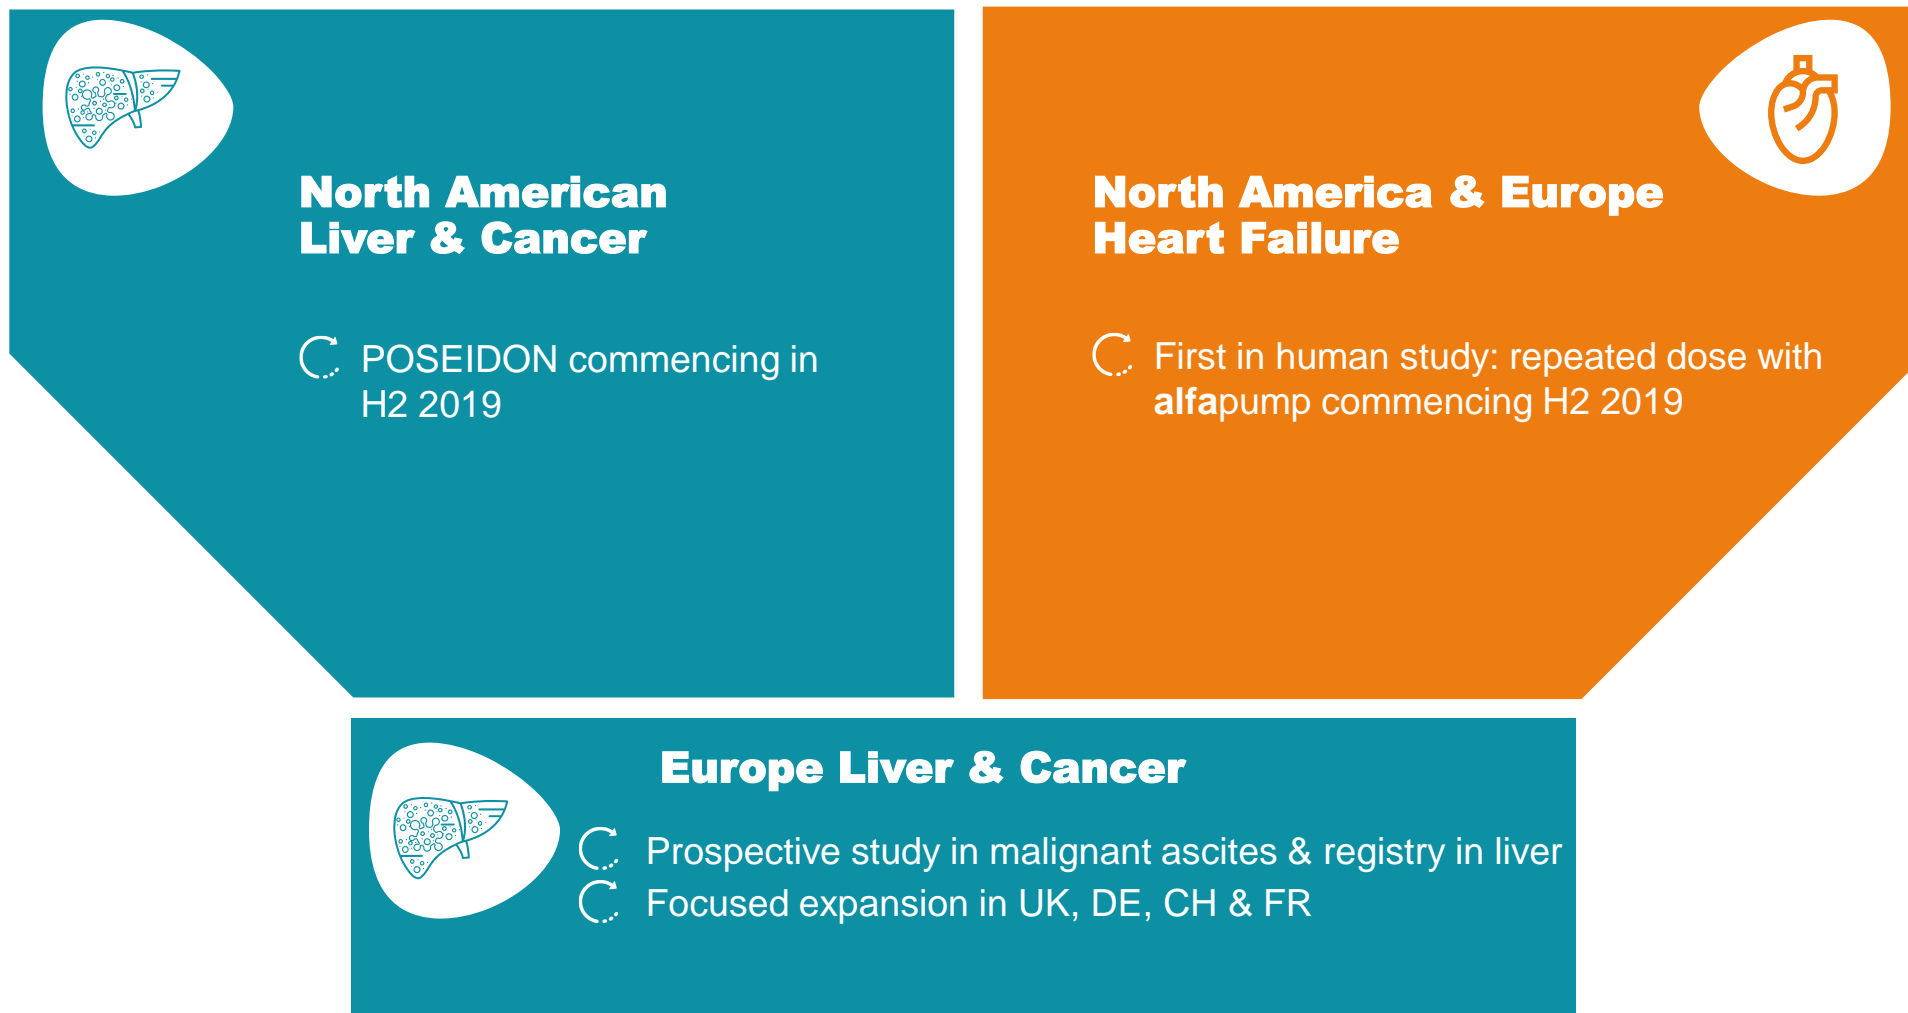 North American
Liver & Cancer
POSEIDON commencing in
H2 2019
North America & Europe
Heart Failure
First in human study: repeated dose with
alfapump commencing H2 2019
Europe Liver & Cancer
Prospective study in malignant ascites & registry in liver
Focused expansion in UK, DE, CH & FR